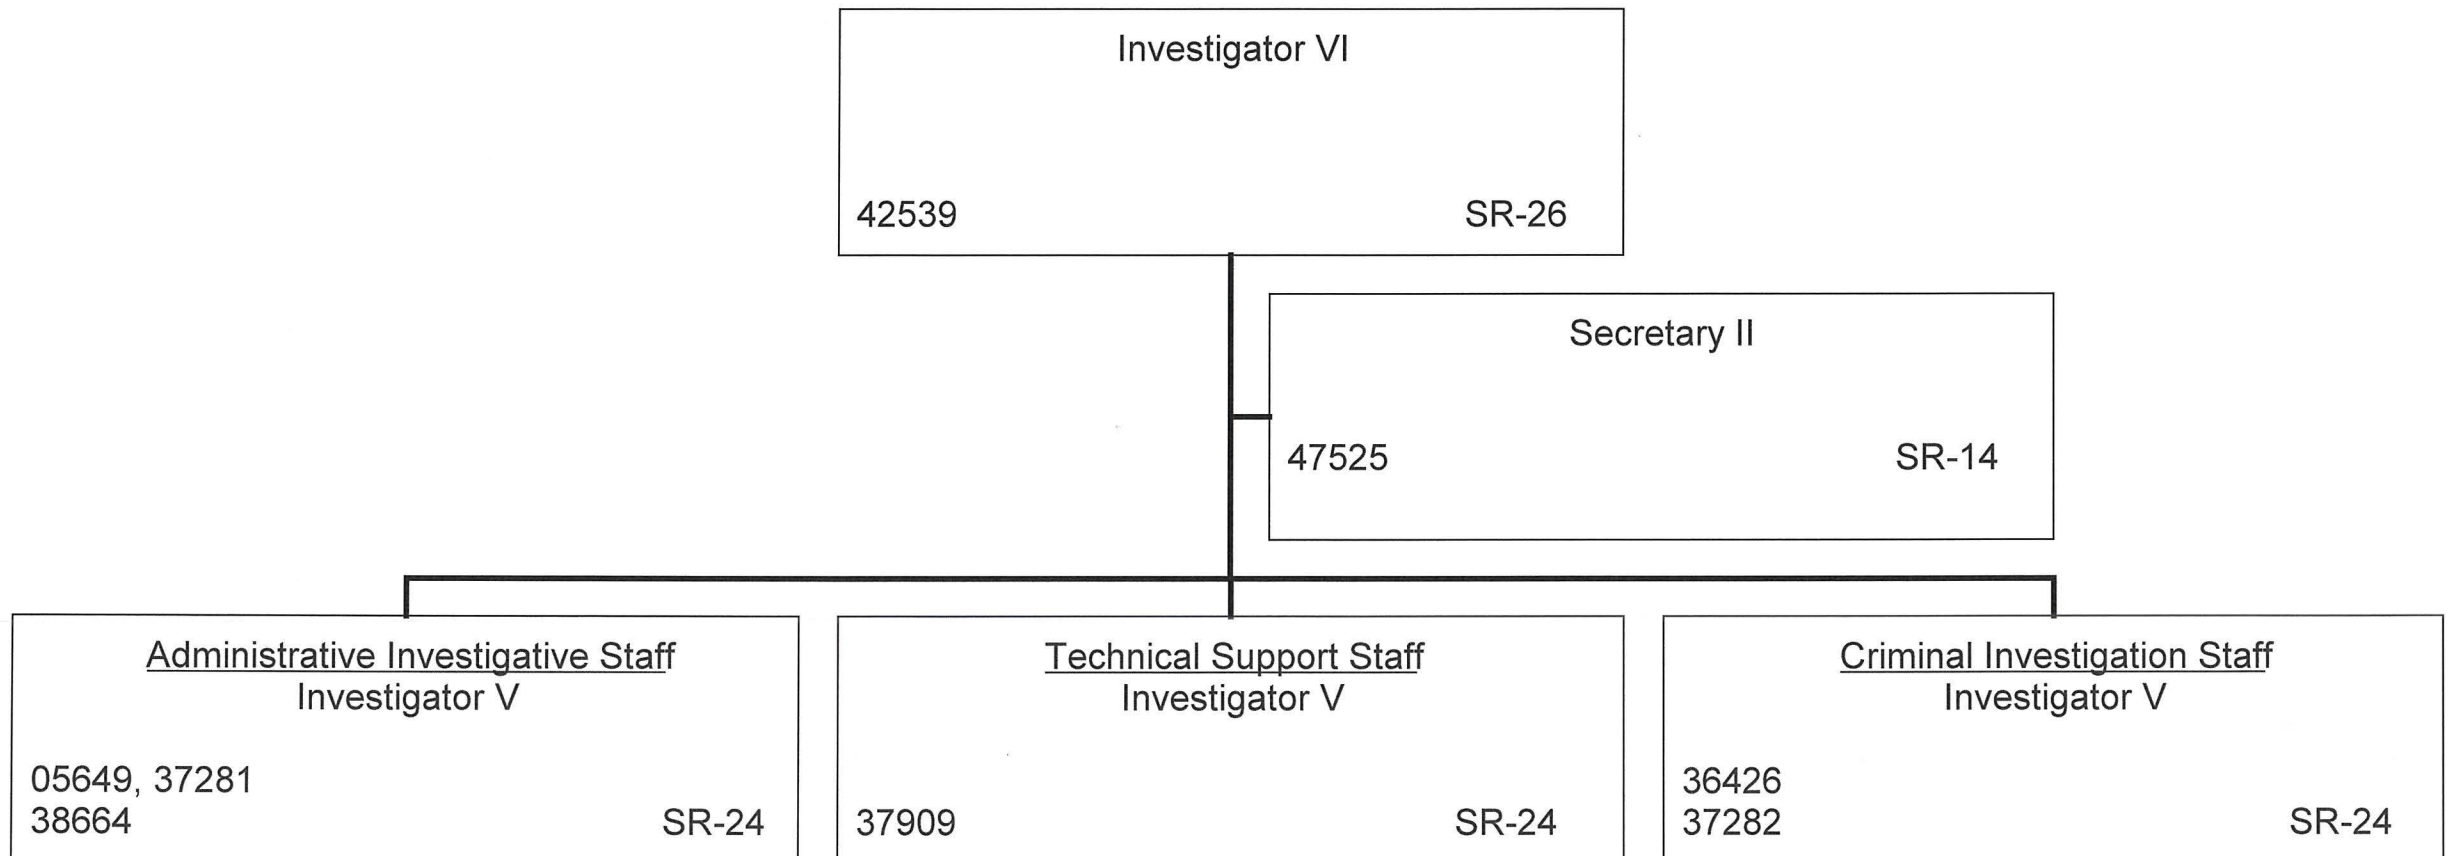 Investigator VI
42539 SR-26
Secretary II
47525 SR-14
Administrative Investigative Staff
Investigator V
05649, 37281
38664 SR-24
Technical Support Staff
Investigator V
37909 SR-24
Criminal Investigation Staff
Investigator V
36426
37282 SR-24